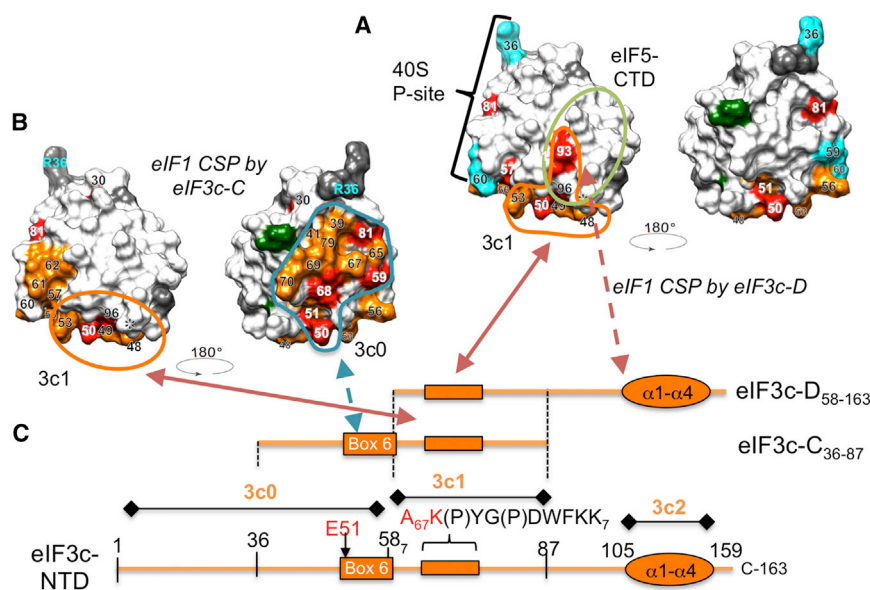 A
36
40S
P-site
eIF5-
CTD
36
81
93
57
60
53
96
49
50
48
3c1
81
59
60
51
56
50
180°
eIF1 CSP by eIF3c-D
B
eIF1 CSP by
eIF3c-C
R36
30
81
62
61
57
60
53
96
50
49
48
3c1
180°
R36
30
39
41
79
81
69
67
65
70
59
68
51
56
50
3c0
α1-α4
eIF3c-D58-163
Box 6
eIF3c-C36-87
C
3c0
3c1
3c2
A67K(P)YG(P)DWFKK7
E51
1
36
587
87
105
159
eIF3c-
NTD
Box 6
α1-α4
C-163